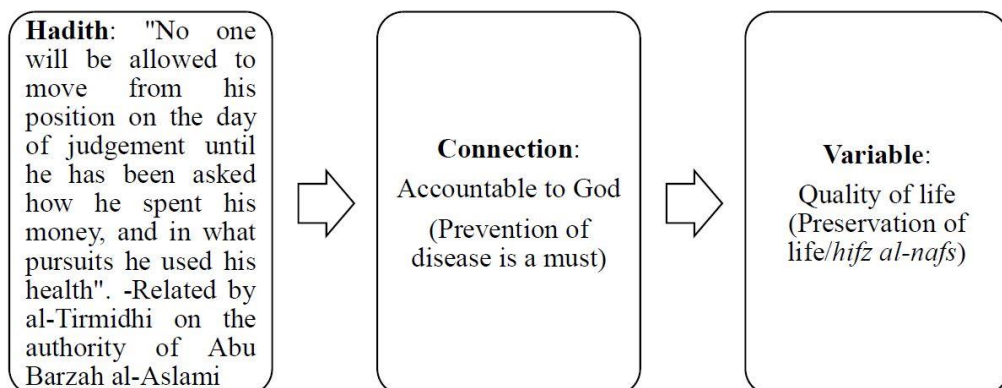 Hadith: "No one
will be allowed to
move from his
position on the day
of judgement until
he has been asked
how he spent his
money, and in what
pursuits he used his
health". -Related by
al-Tirmidhi on the
authority of Abu
Barzah al-Aslami
Connection:
Accountable to God
(Prevention of
disease is a must)
Variable:
Quality of life
(Preservation of
life/hifz al-nafs)